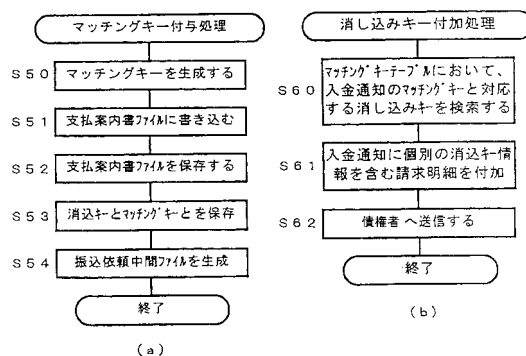 マッチングキー付与処理
S50
マッチングキーを生成する
S51
支払案内書ファイルに書き込む
S52
支払案内書ファイルを保存する
S53
消込キーとマッチングキーとを保存
S54
振込依頼中間ファイルを生成
終了
(a)
消し込みキー付加処理
S60
マッチングキーテーブルにおいて、
入金通知のマッチングキーと対応
する消し込みキーを検索する
S61
入金通知に個別の消込キー情
報を含む請求明細を付加
S62
債権者へ送信する
終了
(b)